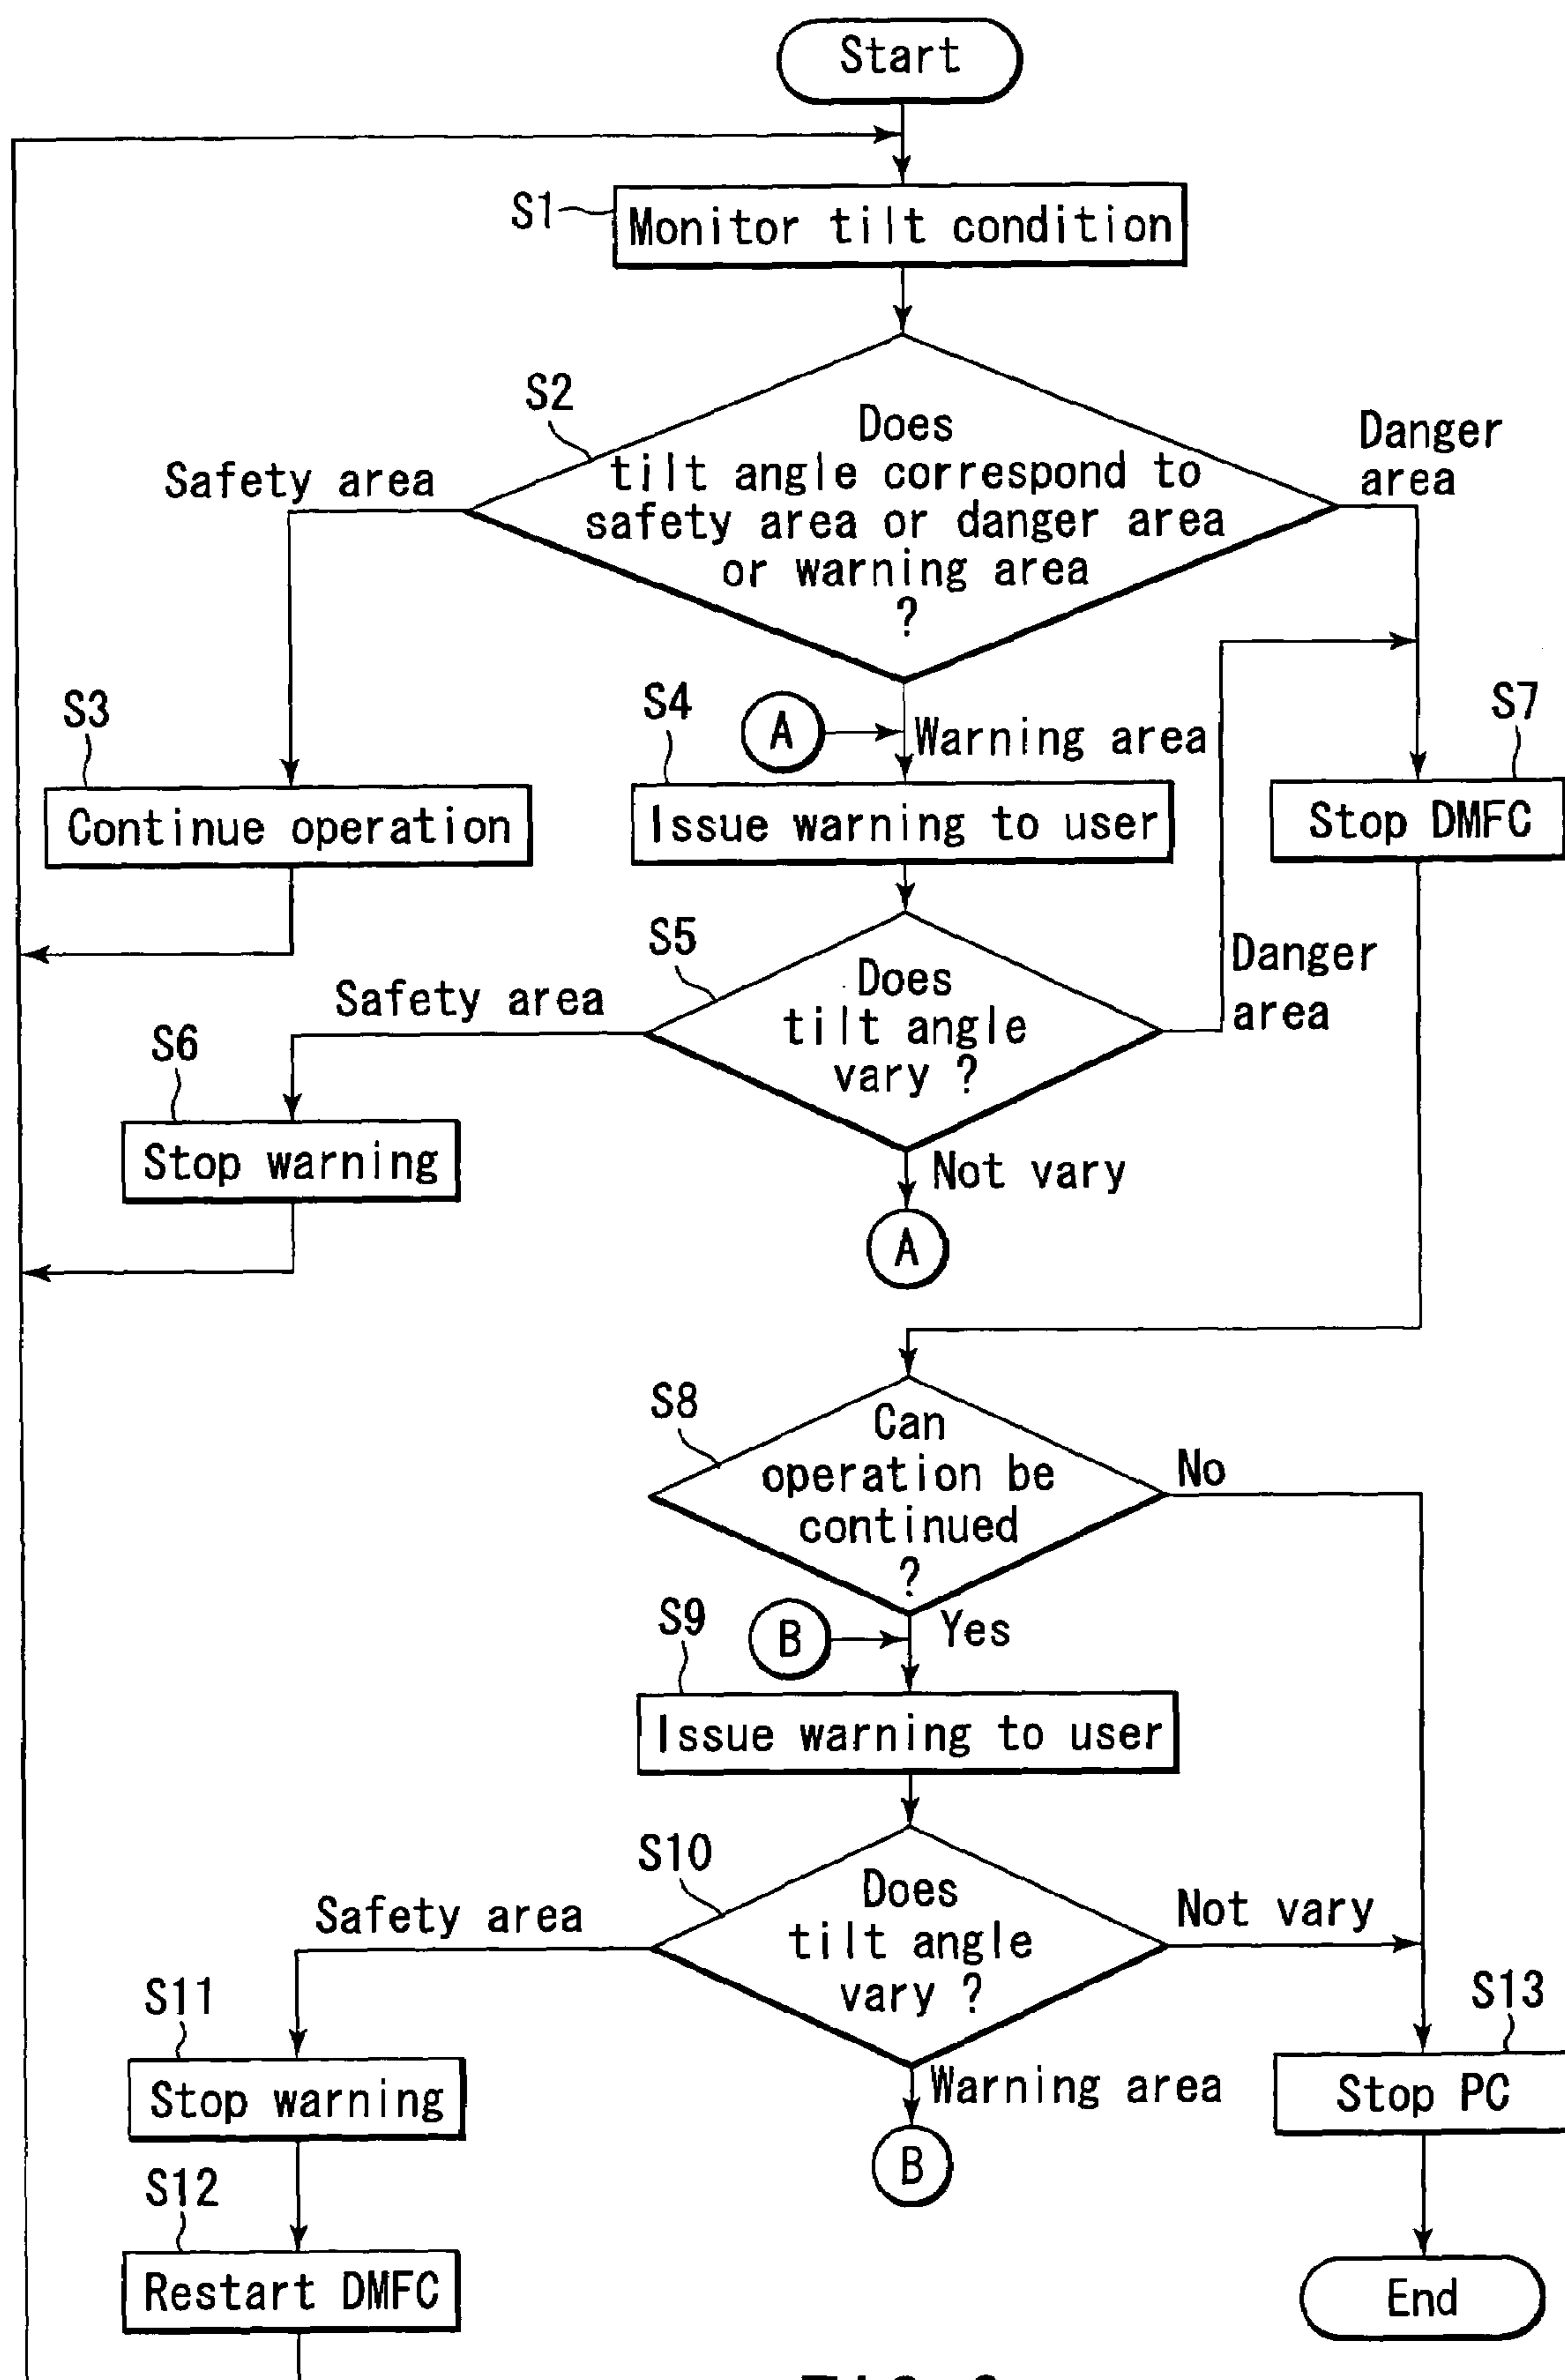 Start
S1
Monitor tilt condition
S2
Does
tilt angle correspond to
safety area or danger area
or warning area
?
Safety area
Danger
area
S3
Continue operation
A
Warning area
S4
Issue warning to user
S7
Stop DMFC
S5
Does
tilt angle
vary ?
Safety area
Danger
area
S6
Stop warning
Not vary
A
S8
Can
operation be
continued
?
No
Yes
B
S9
Issue warning to user
S10
Does
tilt angle
vary ?
Safety area
Not vary
S11
Stop warning
Warning area
B
S13
Stop PC
S12
Restart DMFC
End